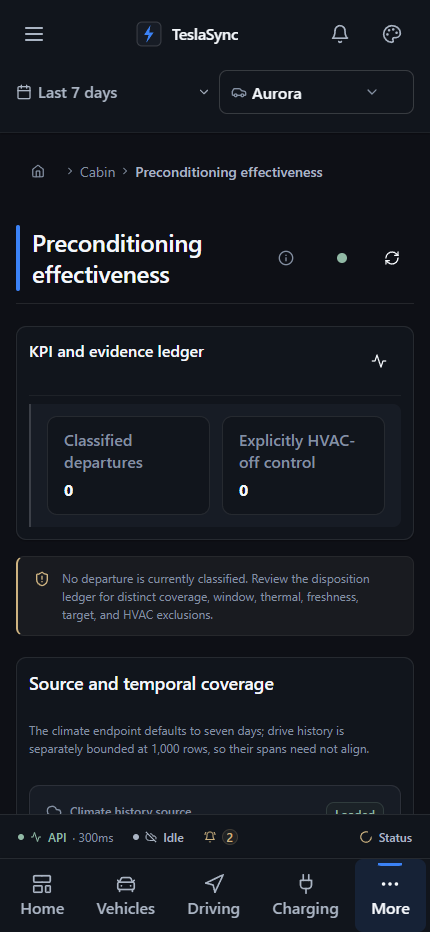 TeslaSync
Last 7 days
Aurora
Cabin
Preconditioning effectiveness
Preconditioning
effectiveness
KPI and evidence ledger
Classified
departures
0
Explicitly HVAC-
off control
0
No departure is currently classified. Review the disposition
ledger for distinct coverage, window, thermal, freshness,
target, and HVAC exclusions.
Source and temporal coverage
The climate endpoint defaults to seven days; drive history is
separately bounded at 1,000 rows, so their spans need not align.
Climate history source
Loaded
API · 300ms
Idle
2
Status
Home
Vehicles
Driving
Charging
More